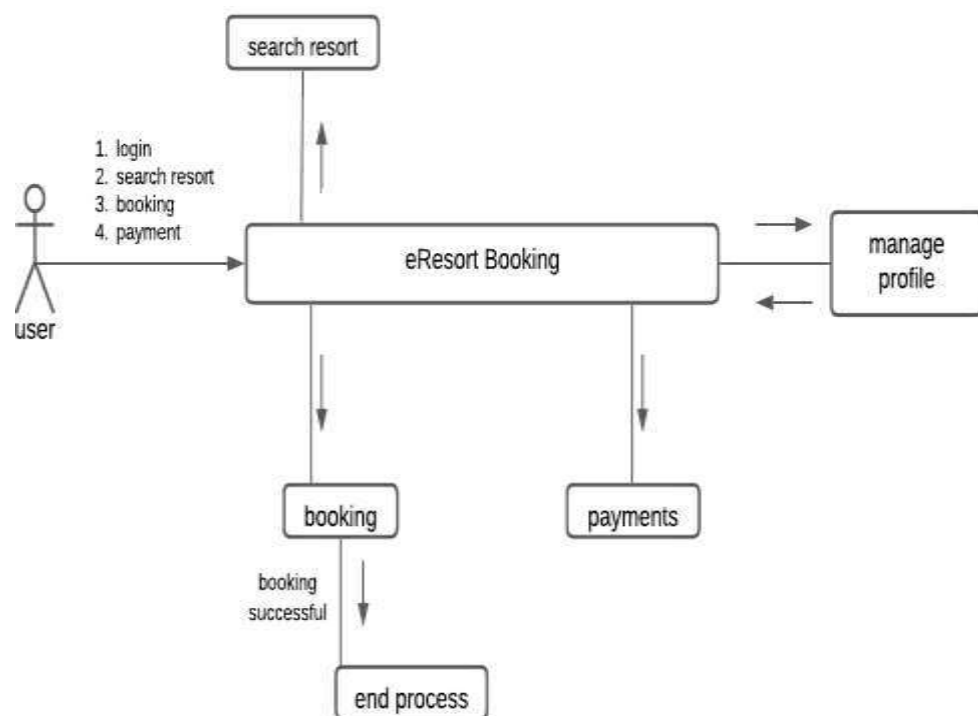 search resort
1. login
2. search resort
3. booking
4. payment
eResort Booking
manage
profile
user
booking
payments
booking
successful
end process